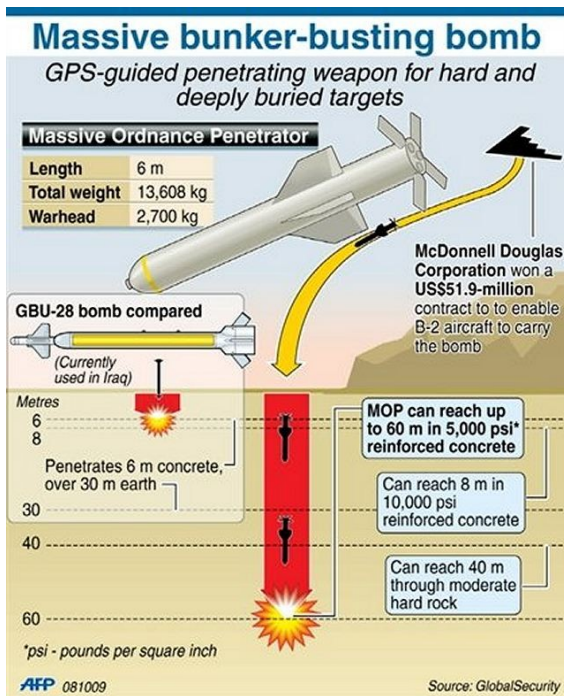 Massive bunker-busting bomb
GPS-guided penetrating weapon for hard and
deeply buried targets
Massive Ordnance Penetrator
Length 6 m
Total weight 13,608 kg
Warhead 2,700 kg
McDonnell Douglas
Corporation won a
US$51.9-million
contract to to enable
B-2 aircraft to carry
the bomb
GBU-28 bomb compared
(Currently
used in Iraq)
Metres
6
8
Penetrates 6 m concrete,
over 30 m earth
30
40
60
MOP can reach up
to 60 m in 5,000 psi*
reinforced concrete
Can reach 8 m in
10,000 psi
reinforced concrete
Can reach 40 m
through moderate
hard rock
*psi - pounds per square inch
AFP 081009
Source: GlobalSecurity